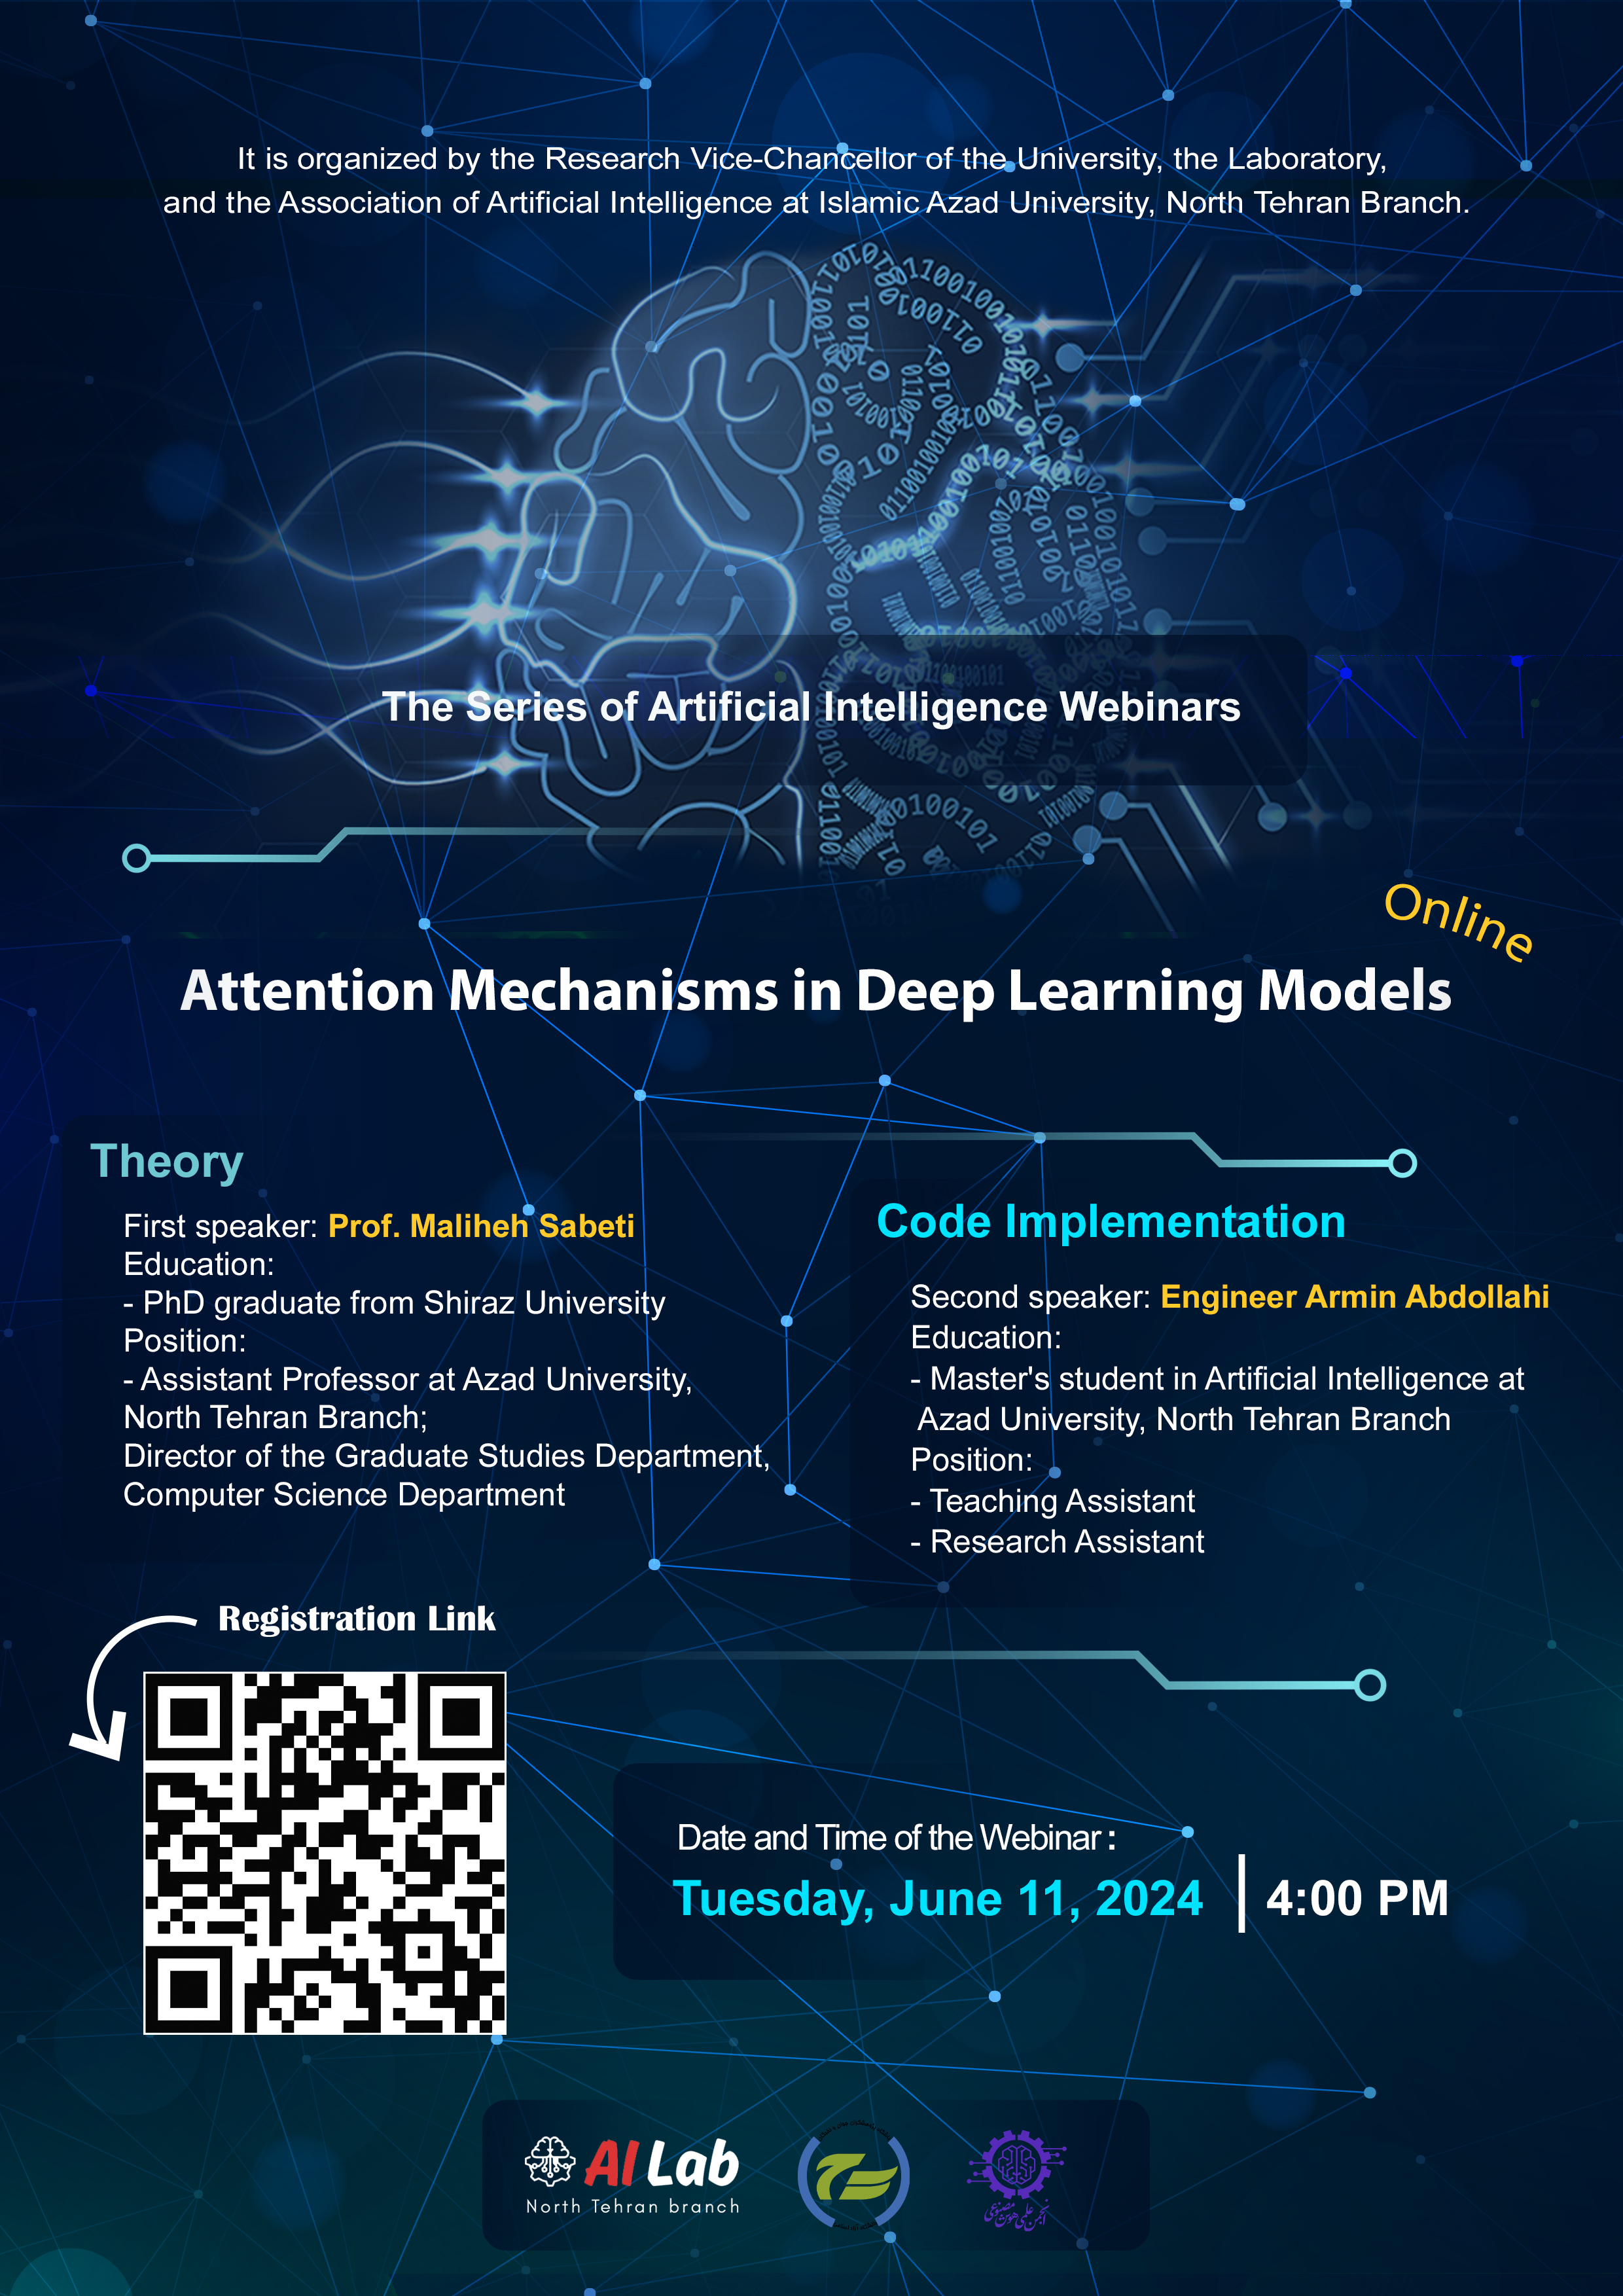 It is organized by the Research Vice-Chancellor of the University, the Laboratory,
and the Association of Artificial Intelligence at Islamic Azad University, North Tehran Branch.
The Series of Artificial Intelligence Webinars
Online
Attention Mechanisms in Deep Learning Models
Theory
First speaker: Prof. Maliheh Sabeti
Education:
- PhD graduate from Shiraz University
Position:
- Assistant Professor at Azad University,
North Tehran Branch;
Director of the Graduate Studies Department,
Computer Science Department
Code Implementation
Second speaker: Engineer Armin Abdollahi
Education:
- Master's student in Artificial Intelligence at
Azad University, North Tehran Branch
Position:
- Teaching Assistant
- Research Assistant
Registration Link
Date and Time of the Webinar :
Tuesday, June 11, 2024 | 4:00 PM
AI Lab
North Tehran branch
انجمن علمی هوش مصنوعی